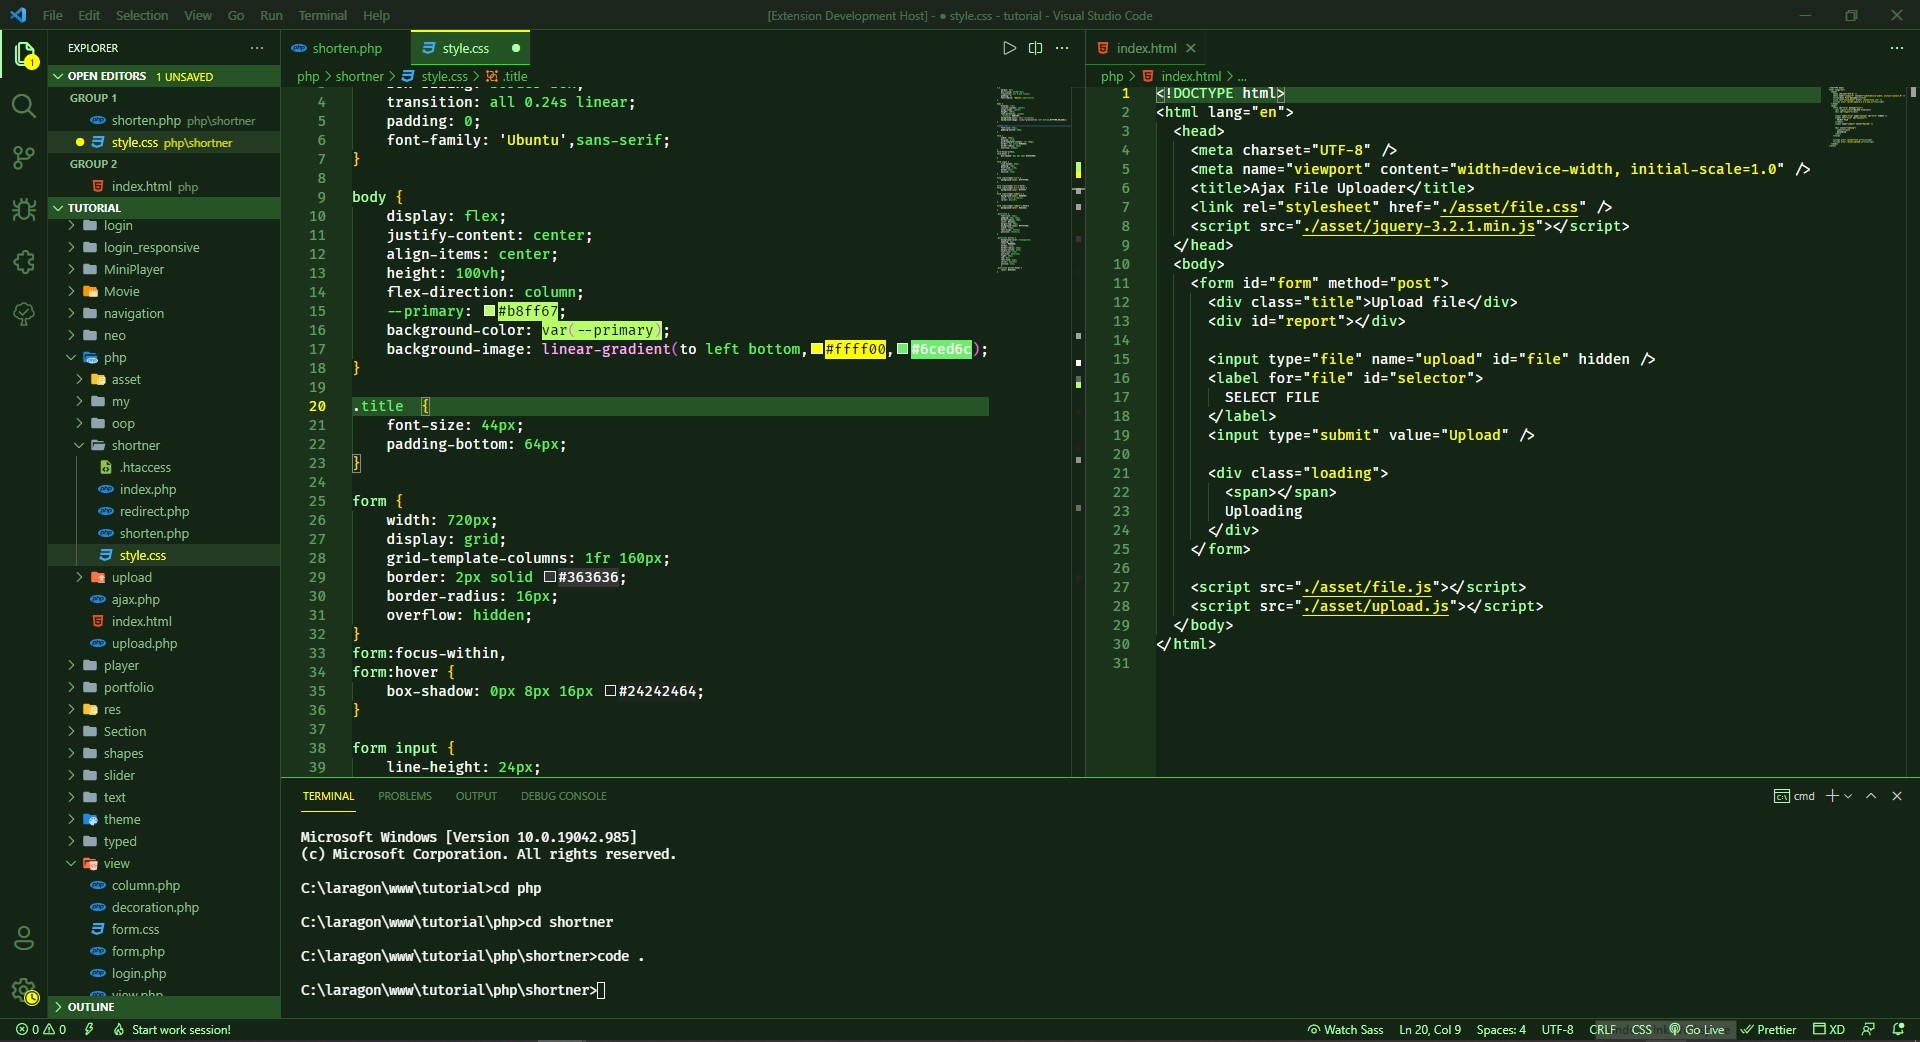 File Edit Selection View Go Run Terminal Help
[Extension Development Host] - ● style.css - tutorial - Visual Studio Code
EXPLORER
OPEN EDITORS 1 UNSAVED
GROUP 1
shorten.php php\shortner
style.css php\shortner
GROUP 2
index.html php
TUTORIAL
login
login_responsive
MiniPlayer
Movie
navigation
neo
php
asset
my
oop
shortner
.htaccess
index.php
redirect.php
shorten.php
style.css
upload
ajax.php
index.html
upload.php
player
portfolio
res
Section
shapes
slider
text
theme
typed
view
column.php
decoration.php
form.css
form.php
login.php
view.php
OUTLINE
1
shorten.php style.css
php > shortner > style.css > .title
4 transition: all 0.24s linear;
5 padding: 0;
6 font-family: 'Ubuntu',sans-serif;
7 }
8
9 body {
10 display: flex;
11 justify-content: center;
12 align-items: center;
13 height: 100vh;
14 flex-direction: column;
15 --primary: #b8ff67;
16 background-color: var(--primary);
17 background-image: linear-gradient(to left bottom,#ffff00,#6ced6c);
18 }
19
20 .title {
21 font-size: 44px;
22 padding-bottom: 64px;
23 }
24
25 form {
26 width: 720px;
27 display: grid;
28 grid-template-columns: 1fr 160px;
29 border: 2px solid #363636;
30 border-radius: 16px;
31 overflow: hidden;
32 }
33 form:focus-within,
34 form:hover {
35 box-shadow: 0px 8px 16px #24242464;
36 }
37
38 form input {
39 line-height: 24px;
index.html
php > index.html > ...
1 <!DOCTYPE html>
2 <html lang="en">
3 <head>
4 <meta charset="UTF-8" />
5 <meta name="viewport" content="width=device-width, initial-scale=1.0" />
6 <title>Ajax File Uploader</title>
7 <link rel="stylesheet" href="./asset/file.css" />
8 <script src="./asset/jquery-3.2.1.min.js"></script>
9 </head>
10 <body>
11 <form id="form" method="post">
12 <div class="title">Upload file</div>
13 <div id="report"></div>
14
15 <input type="file" name="upload" id="file" hidden />
16 <label for="file" id="selector">
17 SELECT FILE
18 </label>
19 <input type="submit" value="Upload" />
20
21 <div class="loading">
22 <span></span>
23 Uploading
24 </div>
25 </form>
26
27 <script src="./asset/file.js"></script>
28 <script src="./asset/upload.js"></script>
29 </body>
30 </html>
31
TERMINAL PROBLEMS OUTPUT DEBUG CONSOLE
cmd
Microsoft Windows [Version 10.0.19042.985]
(c) Microsoft Corporation. All rights reserved.
C:\laragon\www\tutorial>cd php
C:\laragon\www\tutorial\php>cd shortner
C:\laragon\www\tutorial\php\shortner>code .
C:\laragon\www\tutorial\php\shortner>
0 0 Start work session!
Watch Sass Ln 20, Col 9 Spaces: 4 UTF-8 CRLF CSS Go Live Prettier XD